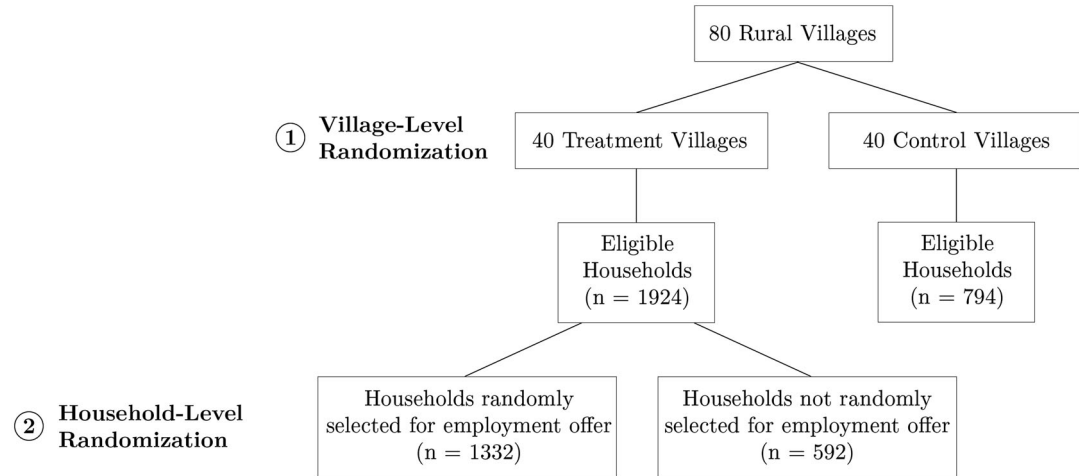 80 Rural Villages
① Village-Level
Randomization
40 Treatment Villages
40 Control Villages
Eligible
Households
(n = 1924)
Eligible
Households
(n = 794)
② Household-Level
Randomization
Households randomly
selected for employment offer
(n = 1332)
Households not randomly
selected for employment offer
(n = 592)